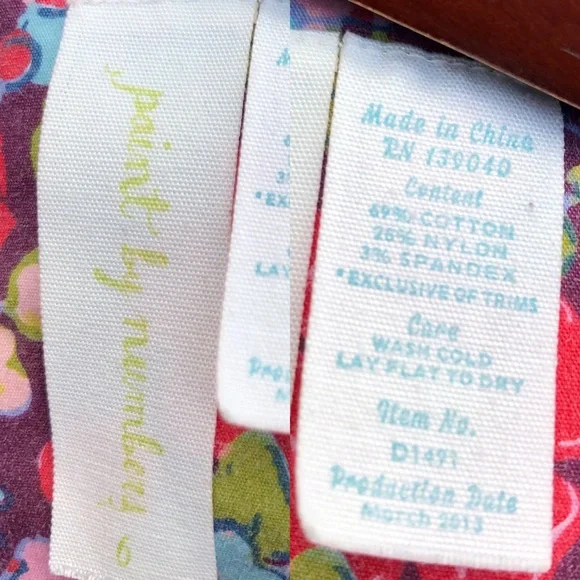 paint by numbers 6
Made in China
RN 139040
Content
69% COTTON
28% NYLON
3% SPANDEX
*EXCLUSIVE OF TRIMS
Care
WASH COLD
LAY FLAT TO DRY
Item No.
D1491
Production Date
March 2013